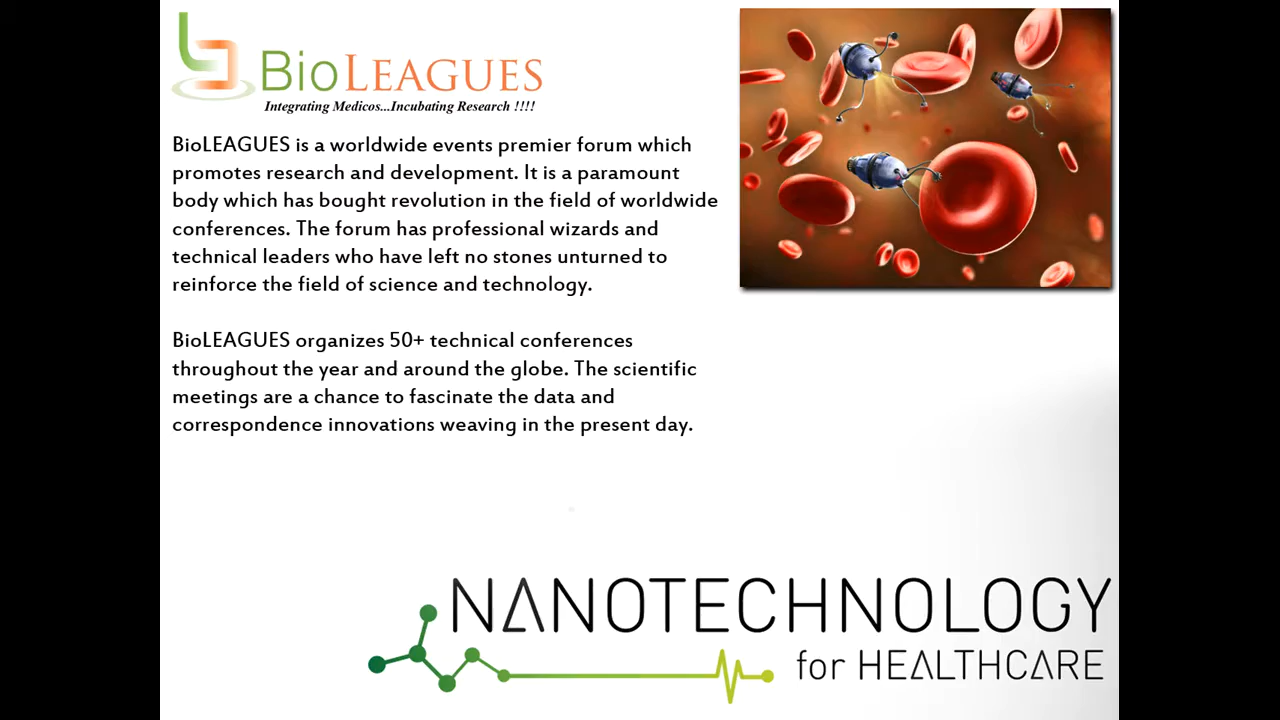 BioLEAGUES
Integrating Medicos...Incubating Research !!!!
BioLEAGUES is a worldwide events premier forum which
promotes research and development. It is a paramount
body which has bought revolution in the field of worldwide
conferences. The forum has professional wizards and
technical leaders who have left no stones unturned to
reinforce the field of science and technology.
BioLEAGUES organizes 50+ technical conferences
throughout the year and around the globe. The scientific
meetings are a chance to fascinate the data and
correspondence innovations weaving in the present day.
NANOTECHNOLOGY
for HEALTHCARE